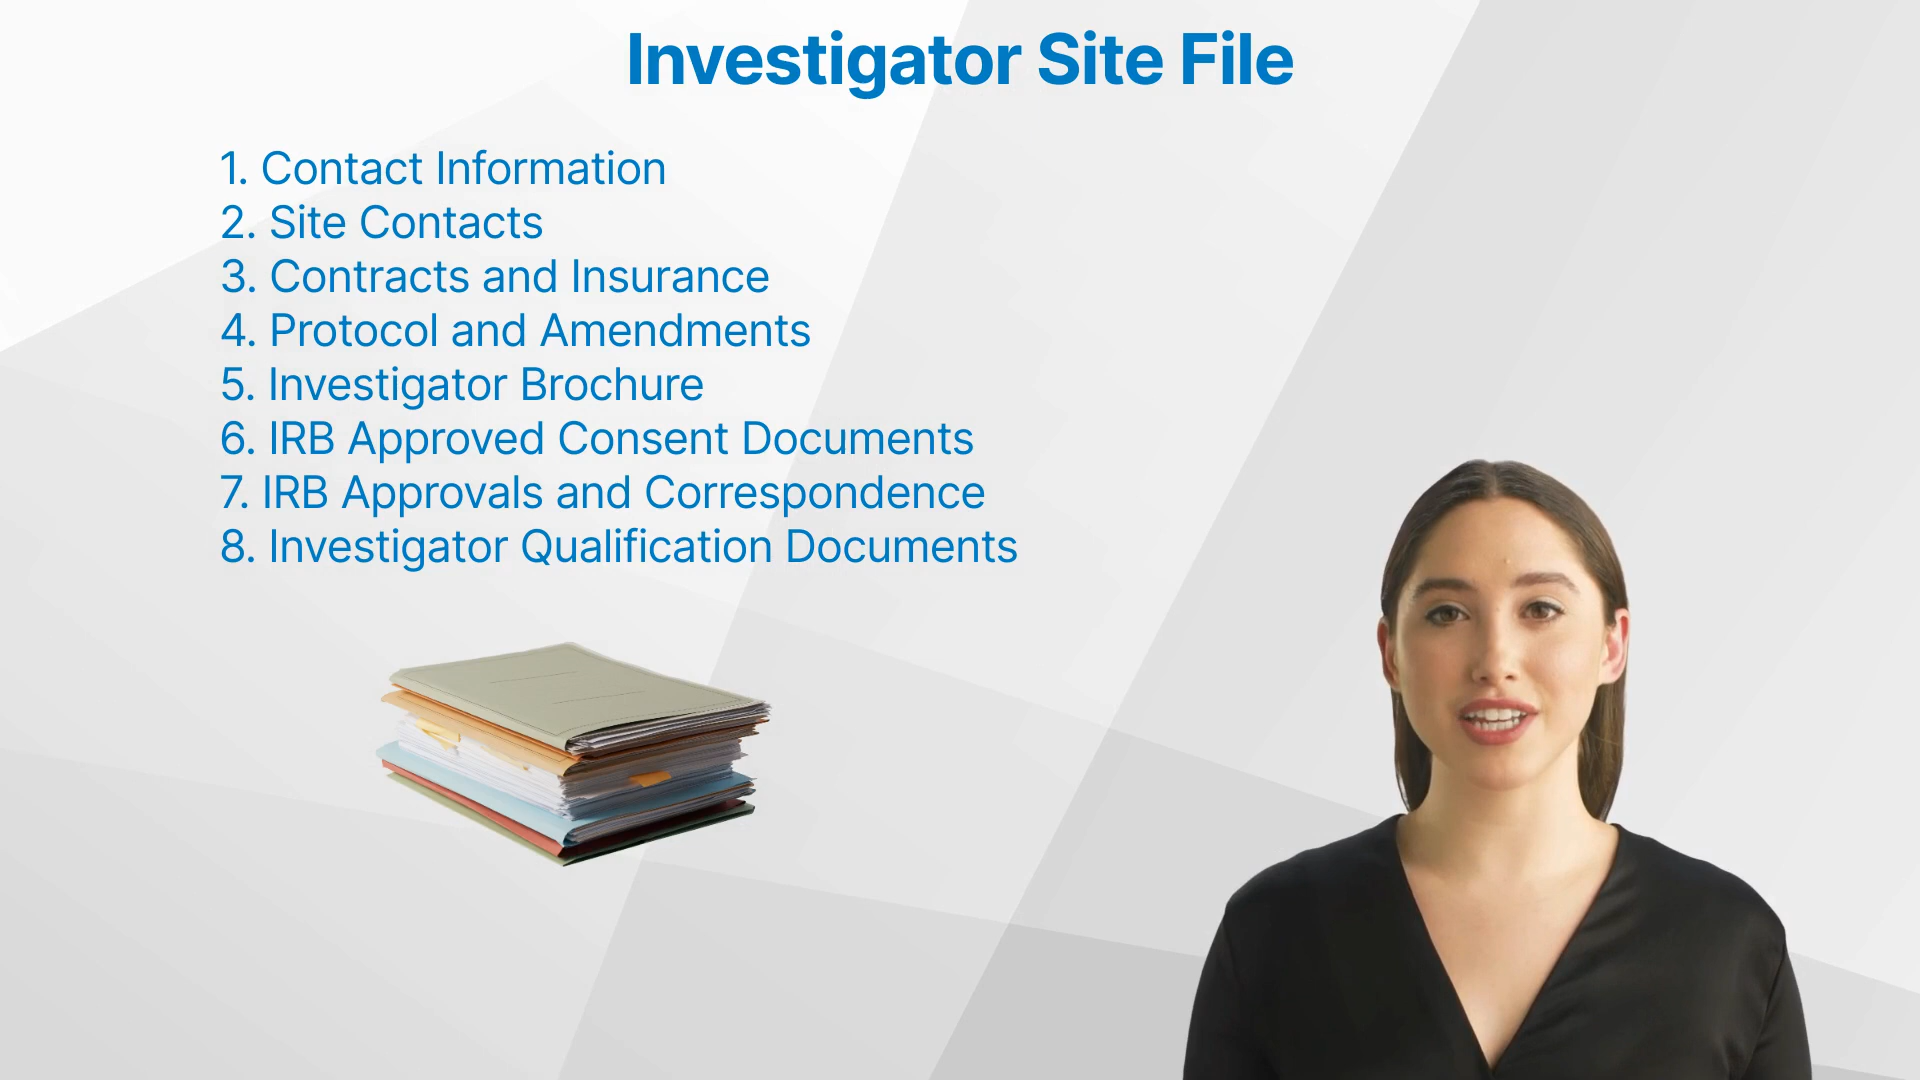 Investigator Site File
1. Contact Information
2. Site Contacts
3. Contracts and Insurance
4. Protocol and Amendments
5. Investigator Brochure
6. IRB Approved Consent Documents
7. IRB Approvals and Correspondence
8. Investigator Qualification Documents